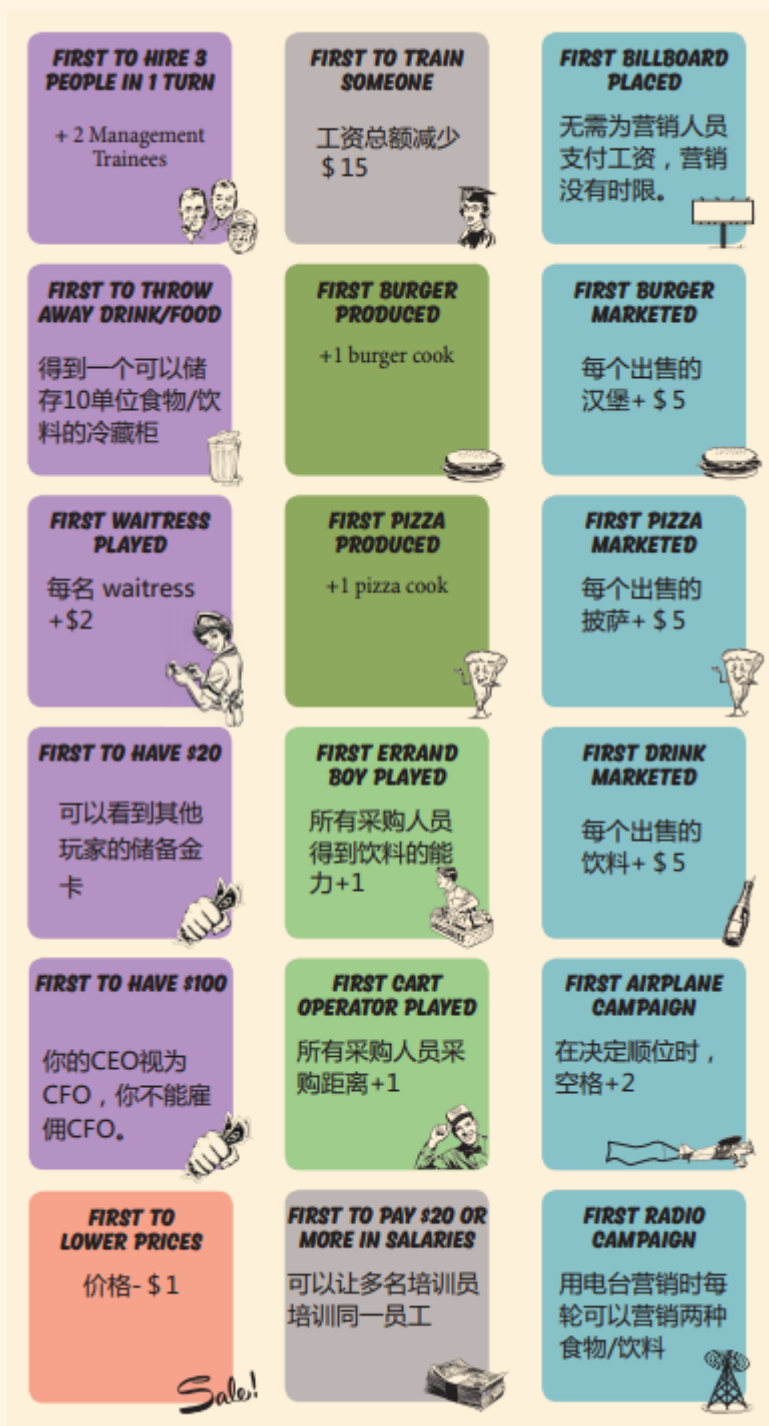 FIRST TO HIRE 3
PEOPLE IN 1 TURN
+ 2 Management
Trainees
FIRST TO TRAIN
SOMEONE
工资总额减少
$ 15
FIRST BILLBOARD
PLACED
无需为营销人员
支付工资，营销
没有时限。
FIRST TO THROW
AWAY DRINK/FOOD
得到一个可以储
存10单位食物/饮
料的冷藏柜
FIRST BURGER
PRODUCED
+1 burger cook
FIRST BURGER
MARKETED
每个出售的
汉堡+ $ 5
FIRST WAITRESS
PLAYED
每名 waitress
+$2
FIRST PIZZA
PRODUCED
+1 pizza cook
FIRST PIZZA
MARKETED
每个出售的
披萨+ $ 5
FIRST TO HAVE $20
可以看到其他
玩家的储备金
卡
FIRST ERRAND
BOY PLAYED
所有采购人员
得到饮料的能
力+1
FIRST DRINK
MARKETED
每个出售的
饮料+ $ 5
FIRST TO HAVE $100
你的CEO视为
CFO，你不能雇
佣CFO。
FIRST CART
OPERATOR PLAYED
所有采购人员采
购距离+1
FIRST AIRPLANE
CAMPAIGN
在决定顺位时，
空格+2
FIRST TO
LOWER PRICES
价格- $ 1
Sale!
FIRST TO PAY $20 OR
MORE IN SALARIES
可以让多名培训员
培训同一员工
FIRST RADIO
CAMPAIGN
用电台营销时每
轮可以营销两种
食物/饮料